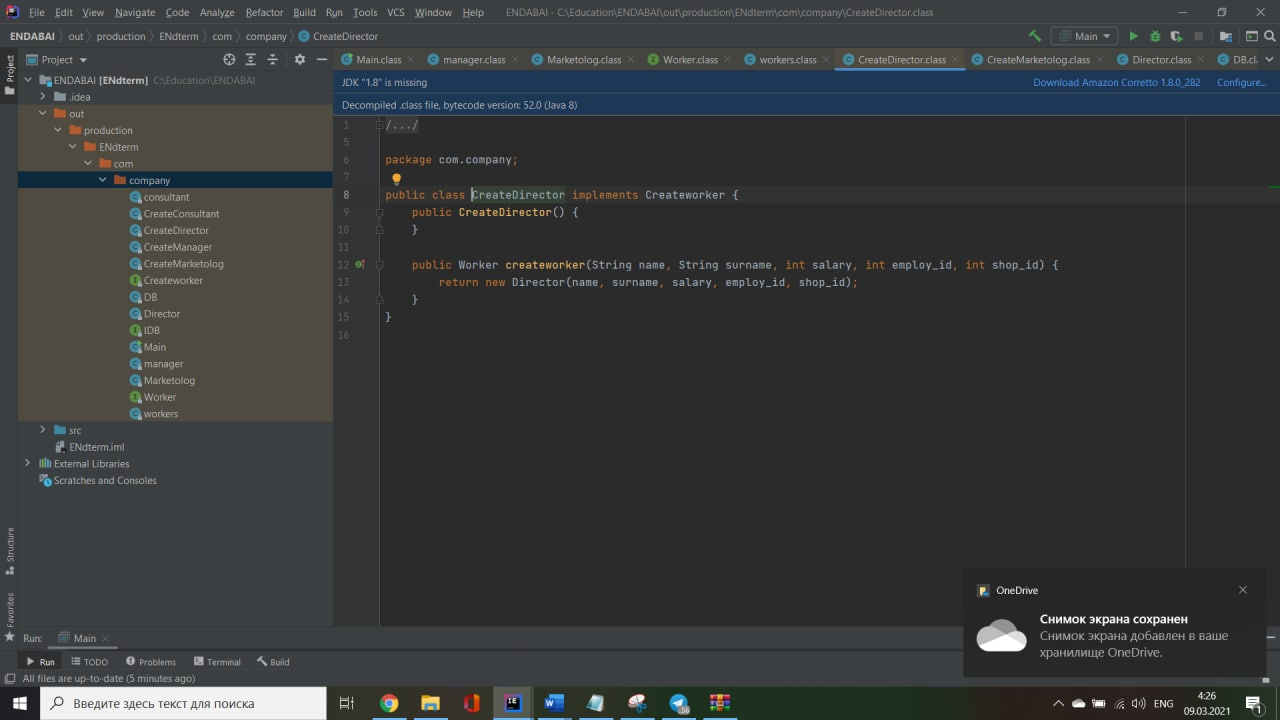 File Edit View Navigate Code Analyze Refactor Build Run Tools VCS Window Help ENDABAI - C:\Education\ENDABAI\out\production\ENdterm\com\company\CreateDirector.class
ENDABAI out production ENdterm com company CreateDirector Main
Project
Project
Main.class manager.class Marketolog.class Worker.class workers.class CreateDirector.class CreateMarketolog.class Director.class
ENDABAI [ENdterm] C:\Education\ENDABAI
.idea
out
production
ENdterm
com
company
consultant
CreateConsultant
CreateDirector
CreateManager
CreateMarketolog
Createworker
DB
Director
IDB
Main
manager
Marketolog
Worker
workers
src
ENdterm.iml
External Libraries
Scratches and Consoles
JDK "1.8" is missing Download Amazon Corretto 1.8.0_282 Configure...
Decompiled .class file, bytecode version: 52.0 (Java 8)
1 /.../
5
6 package com.company;
7
8 public class CreateDirector implements Createworker {
9 public CreateDirector() {
10 }
11
12 public Worker createworker(String name, String surname, int salary, int employ_id, int shop_id) {
13 return new Director(name, surname, salary, employ_id, shop_id);
14 }
15 }
16
Structure
Favorites
OneDrive
Снимок экрана сохранен
Снимок экрана добавлен в ваше
хранилище OneDrive.
Run: Main
Run TODO Problems Terminal Build
All files are up-to-date (5 minutes ago)
Введите здесь текст для поиска
ENG
4:26
09.03.2021